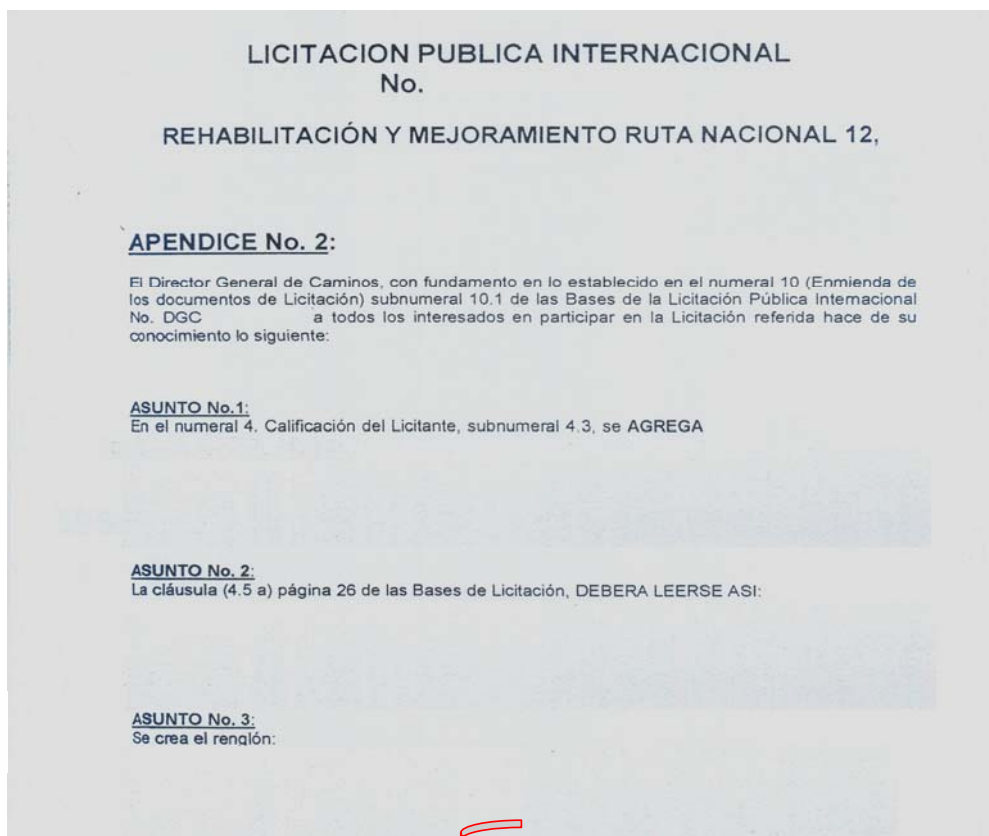 LICITACION PUBLICA INTERNACIONAL
No.
REHABILITACIÓN Y MEJORAMIENTO RUTA NACIONAL 12,
APENDICE No. 2:
El Director General de Caminos, con fundamento en lo establecido en el numeral 10 (Enmienda de
los documentos de Licitación) subnumeral 10.1 de las Bases de la Licitación Pública Internacional
No. DGC a todos los interesados en participar en la Licitación referida hace de su
conocimiento lo siguiente:
ASUNTO No.1:
En el numeral 4. Calificación del Licitante, subnumeral 4.3, se AGREGA
ASUNTO No. 2:
La cláusula (4.5 a) página 26 de las Bases de Licitación, DEBERA LEERSE ASI:
ASUNTO No. 3:
Se crea el renglón: